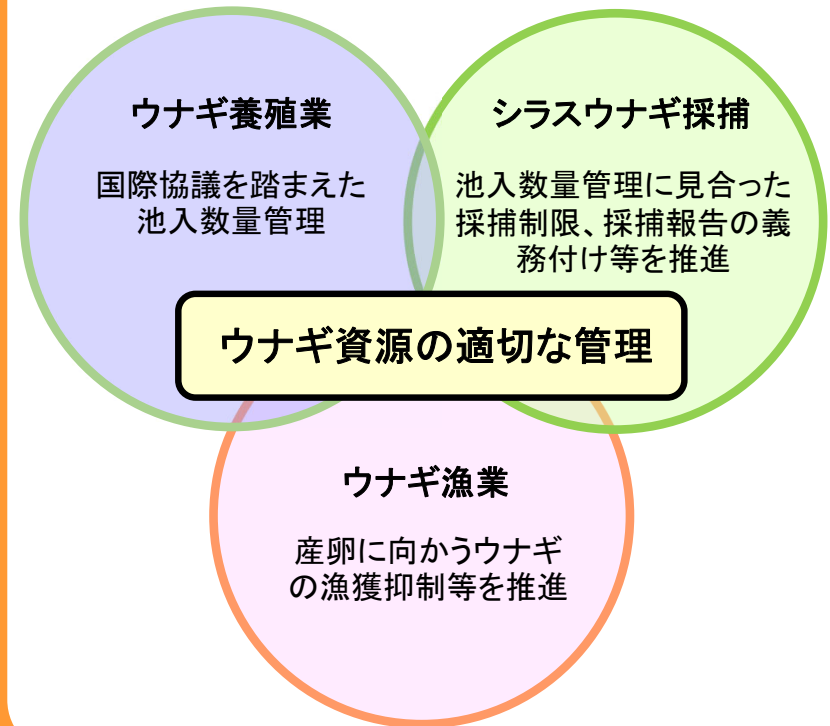 ウナギ養殖業
国際協議を踏まえた
池入数量管理
シラスウナギ採捕
池入数量管理に見合った
採捕制限、採捕報告の義
務付け等を推進
ウナギ資源の適切な管理
ウナギ漁業
産卵に向かうウナギ
の漁獲抑制等を推進